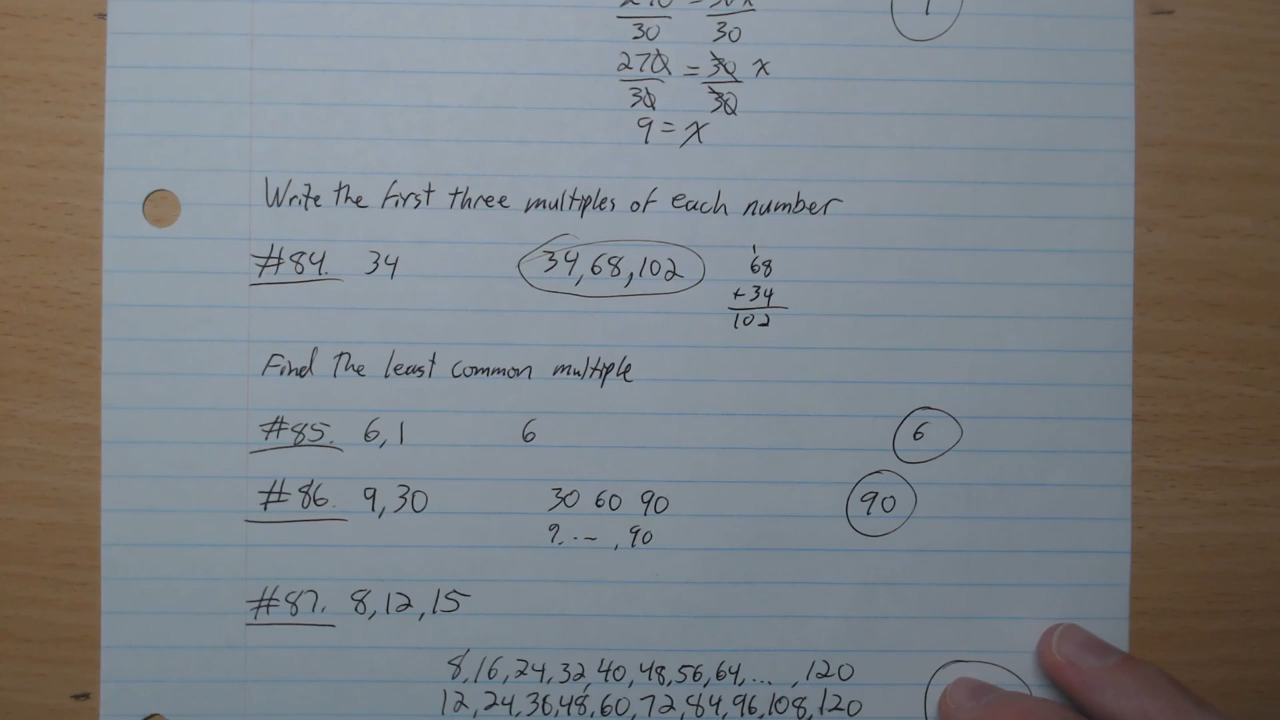 30 30
270 = 30 x
30 30
9 = x
Write the first three multiples of each number
#84. 34 34, 68, 102 1
68
+ 34
102
Find the least common multiple
#85. 6, 1 6 6
#86. 9, 30 30 60 90 90
9, ... , 90
#87. 8, 12, 15
8, 16, 24, 32, 40, 48, 56, 64, ... , 120
12, 24, 36, 48, 60, 72, 84, 96, 108, 120